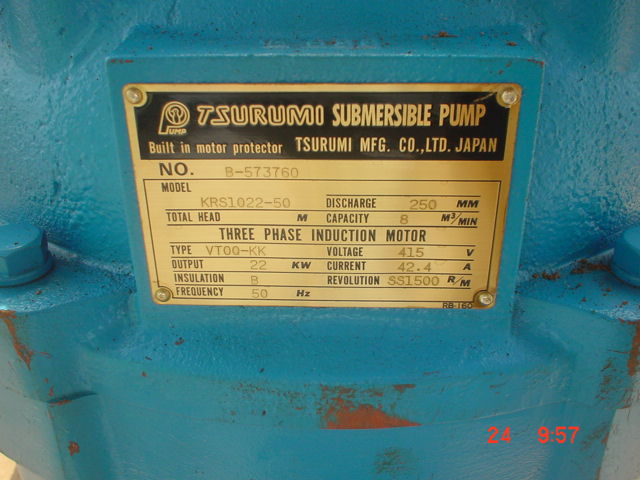 PUMP TSURUMI SUBMERSIBLE PUMP
Built in motor protector TSURUMI MFG. CO.,LTD. JAPAN
NO. B-573760
MODEL KRS1022-50 DISCHARGE 250 MM
TOTAL HEAD M CAPACITY 8 M³/MIN
THREE PHASE INDUCTION MOTOR
TYPE VTOQ-KK VOLTAGE 415 V
OUTPUT 22 KW CURRENT 42.4 A
INSULATION B REVOLUTION SS1500 R/M
FREQUENCY 50 Hz
RB-160
24 9:57